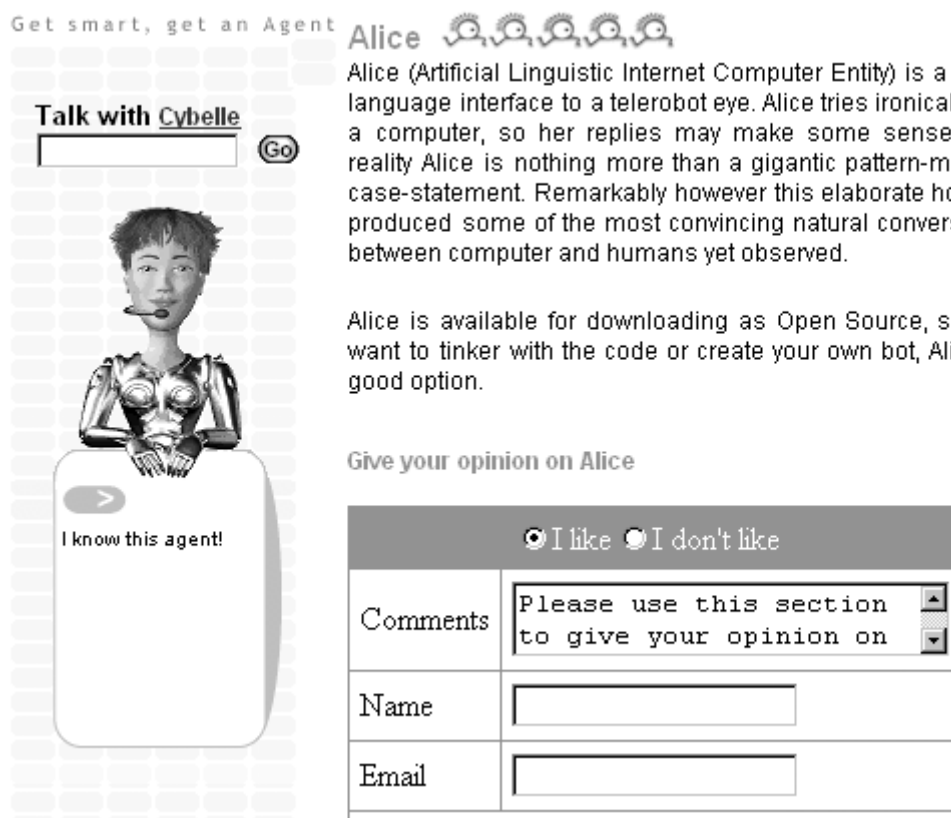 Get smart, get an Agent
Talk with Cybelle
Go
>
I know this agent!
Alice
Alice (Artificial Linguistic Internet Computer Entity) is a
language interface to a telerobot eye. Alice tries ironical
a computer, so her replies may make some sense
reality Alice is nothing more than a gigantic pattern-m
case-statement. Remarkably however this elaborate ho
produced some of the most convincing natural convers
between computer and humans yet observed.
Alice is available for downloading as Open Source, s
want to tinker with the code or create your own bot, Ali
good option.
Give your opinion on Alice
I like I don't like
Comments
Please use this section
to give your opinion on
Name
Email